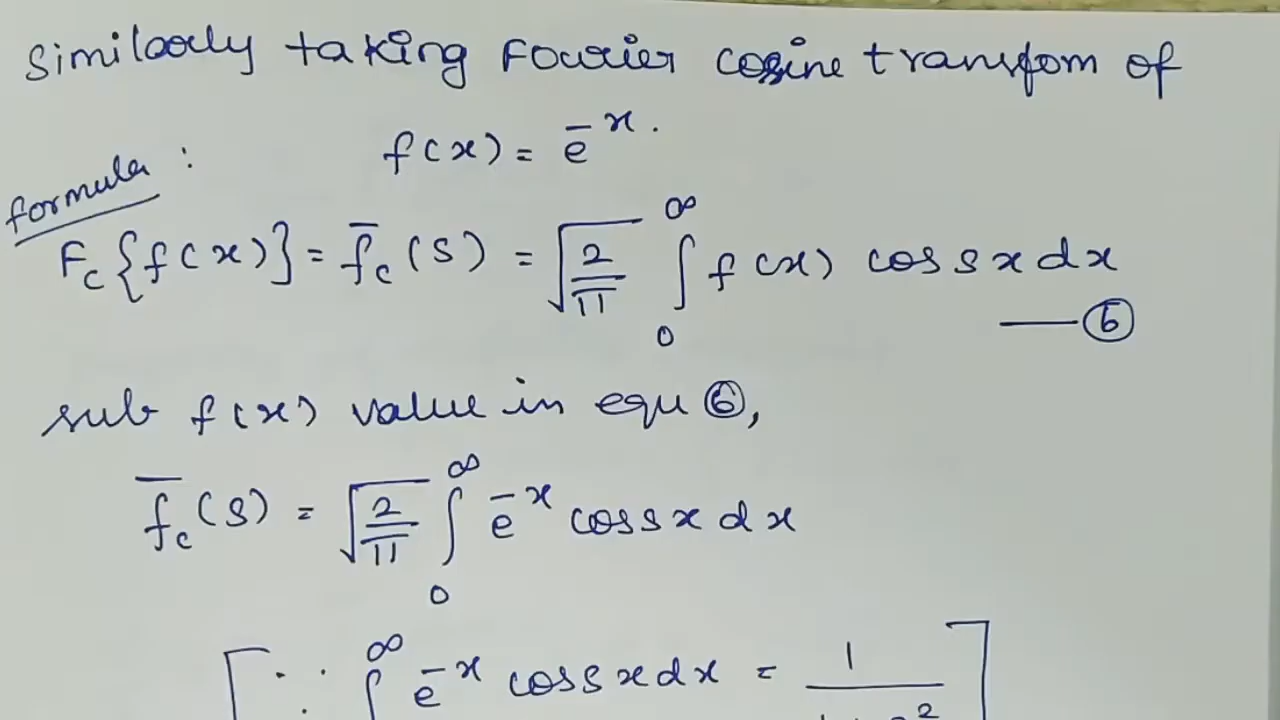 Similarly taking Fourier cosine transfom of
f(x) = e^-x.
formula:
F_c{f(x)} = f̄_c(s) = √(2/π) ∫_0^∞ f(x) cos sx dx
—⑥
sub f(x) value in equ ⑥,
f̄_c(s) = √(2/π) ∫_0^∞ e^-x cos sx dx
[∵ ∫^∞ e^-x cos sx dx = 1/